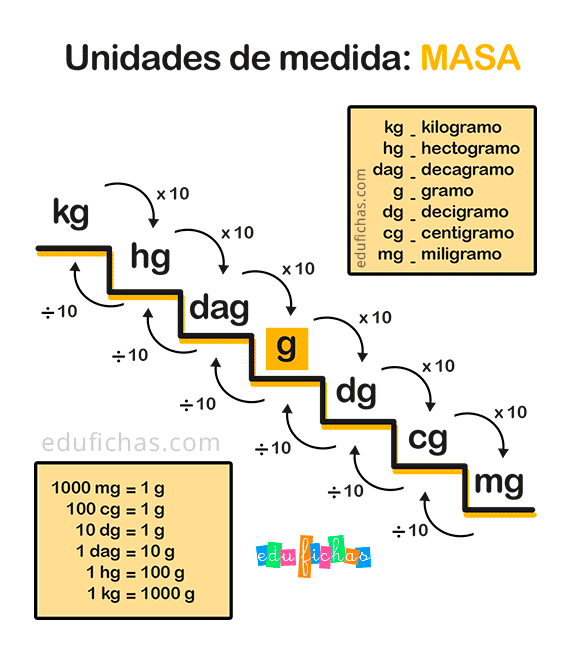 Unidades de medida: MASA
kg - kilogramo
hg - hectogramo
dag - decagramo
g - gramo
dg - decigramo
cg - centigramo
mg - miligramo
edufichas.com
kg
x 10
hg
x 10
dag
x 10
g
x 10
dg
x 10
cg
x 10
mg
÷10
÷10
÷10
÷10
÷10
÷10
edufichas.com
1000 mg = 1 g
100 cg = 1 g
10 dg = 1 g
1 dag = 10 g
1 hg = 100 g
1 kg = 1000 g
edufichas